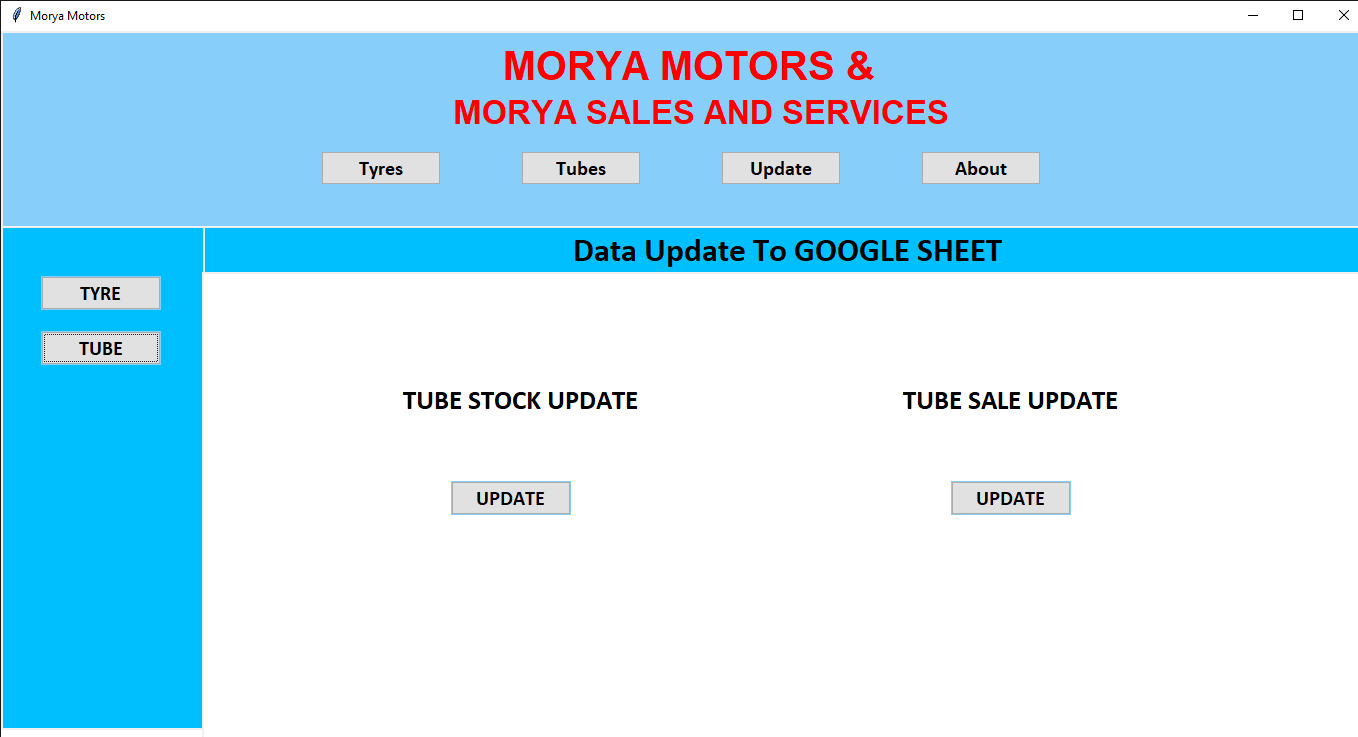 Morya Motors
MORYA MOTORS &
MORYA SALES AND SERVICES
Tyres Tubes Update About
Data Update To GOOGLE SHEET
TYRE
TUBE
TUBE STOCK UPDATE TUBE SALE UPDATE
UPDATE UPDATE